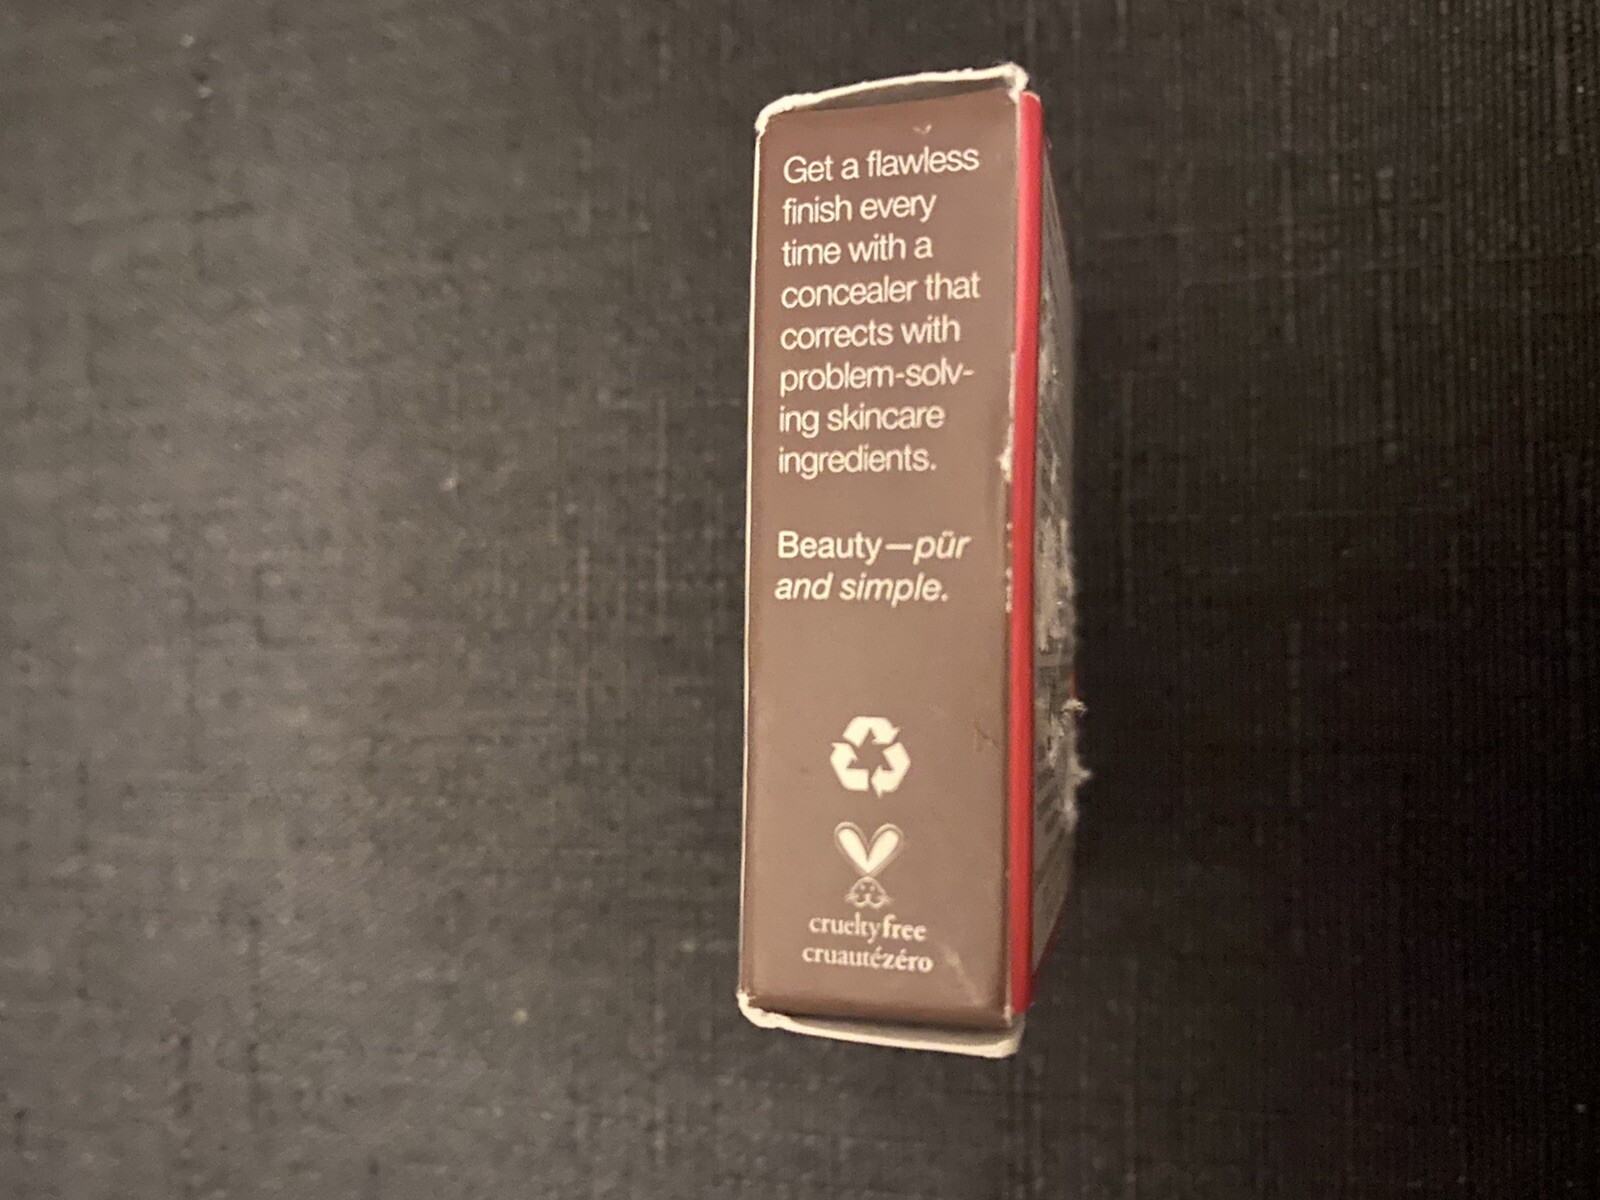 Get a flawless
finish every
time with a
concealer that
corrects with
problem-solv-
ing skincare
ingredients.
Beauty—pür
and simple.
crueltyfree
cruautézéro